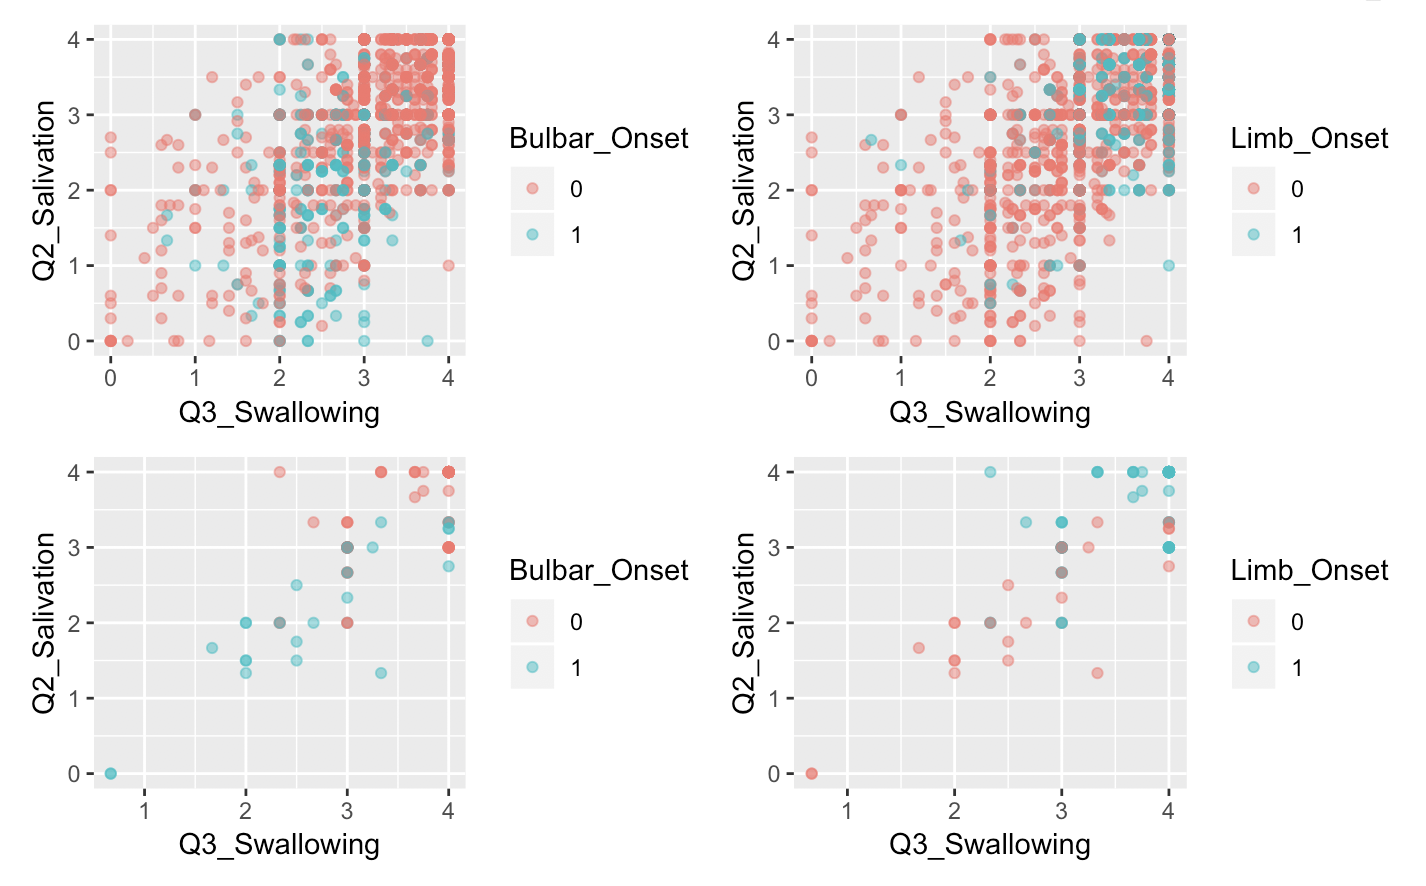 4
3
2
1
0
Q2_Salivation
0 1 2 3 4
Q3_Swallowing
Bulbar_Onset
0
1
4
3
2
1
0
Q2_Salivation
0 1 2 3 4
Q3_Swallowing
Limb_Onset
0
1
4
3
2
1
0
Q2_Salivation
1 2 3 4
Q3_Swallowing
Bulbar_Onset
0
1
4
3
2
1
0
Q2_Salivation
1 2 3 4
Q3_Swallowing
Limb_Onset
0
1